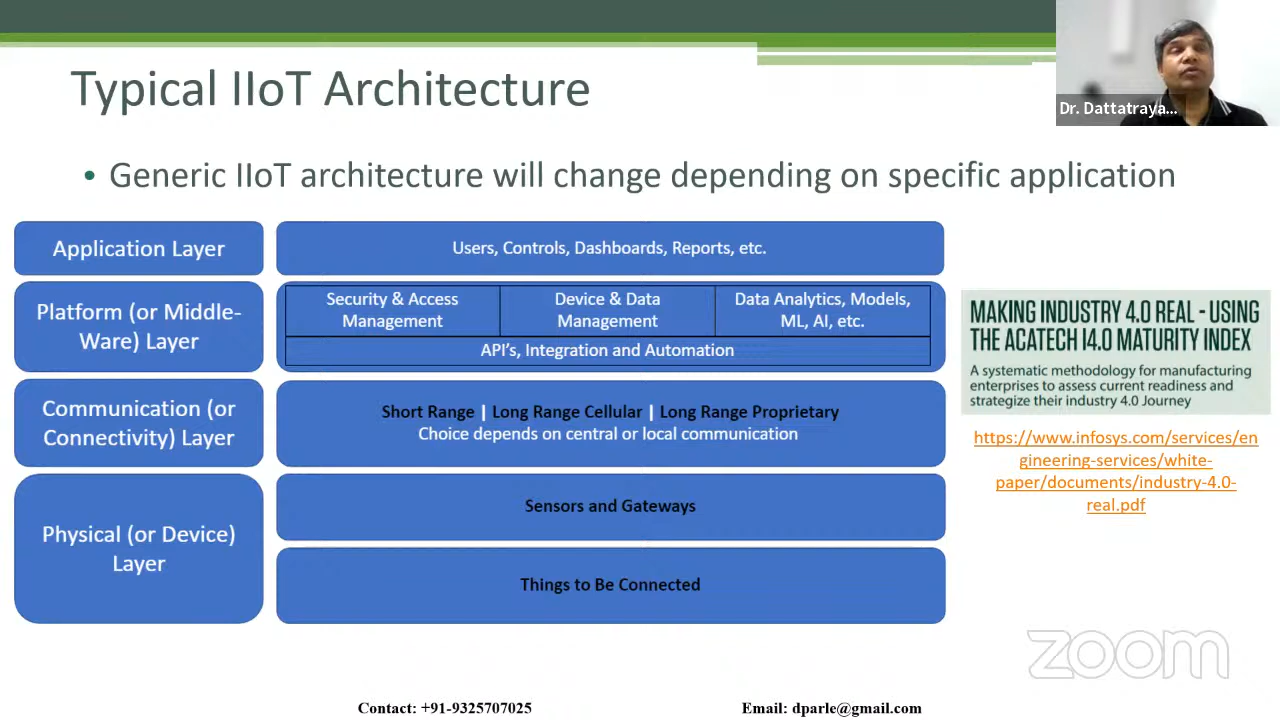 Typical IIoT Architecture
Dr. Dattatraya...
• Generic IIoT architecture will change depending on specific application
Application Layer
Users, Controls, Dashboards, Reports, etc.
Platform (or Middle-
Ware) Layer
Security & Access
Management
Device & Data
Management
Data Analytics, Models,
ML, AI, etc.
API's, Integration and Automation
Communication (or
Connectivity) Layer
Short Range | Long Range Cellular | Long Range Proprietary
Choice depends on central or local communication
Physical (or Device)
Layer
Sensors and Gateways
Things to Be Connected
MAKING INDUSTRY 4.0 REAL - USING
THE ACATECH I4.0 MATURITY INDEX
A systematic methodology for manufacturing
enterprises to assess current readiness and
strategize their industry 4.0 Journey
https://www.infosys.com/services/en
gineering-services/white-
paper/documents/industry-4.0-
real.pdf
zoom
Contact: +91-9325707025
Email: dparle@gmail.com